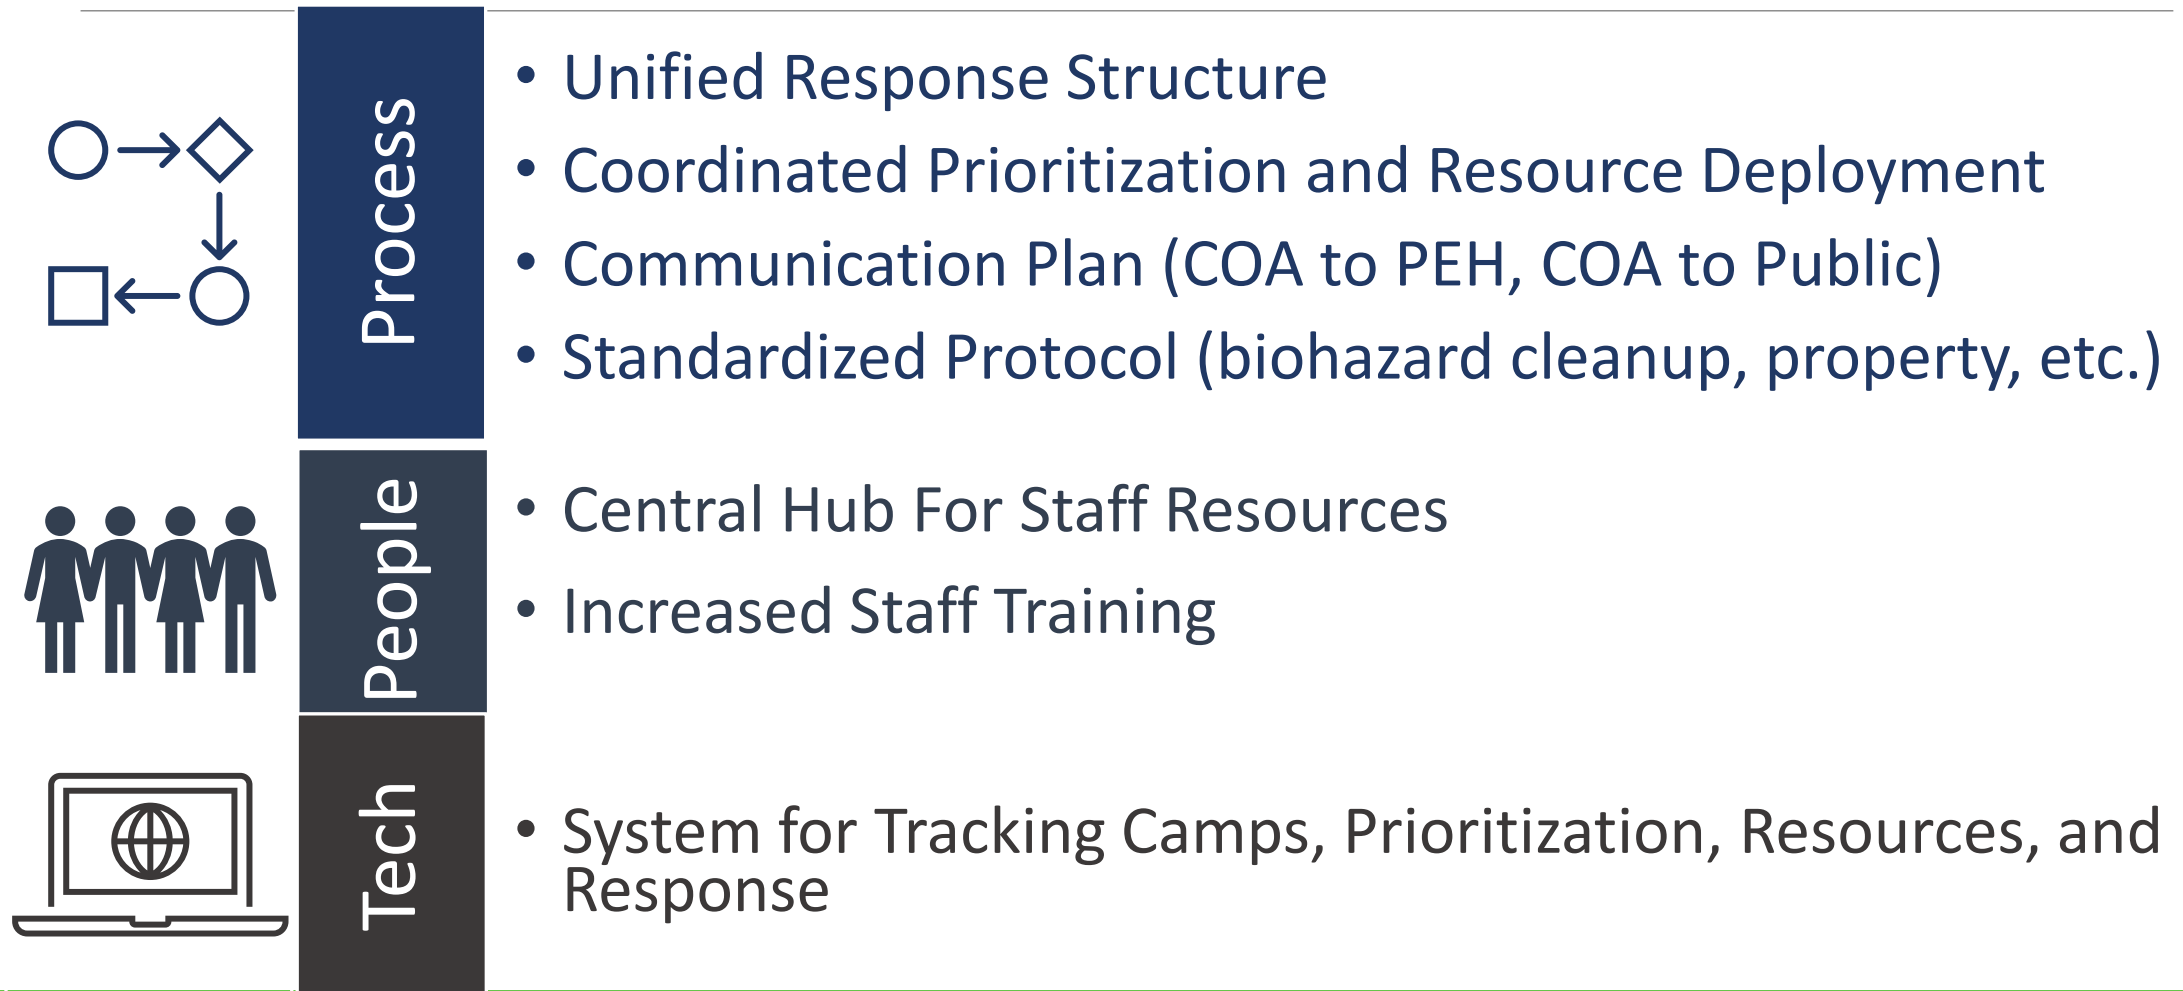 Process
• Unified Response Structure
• Coordinated Prioritization and Resource Deployment
• Communication Plan (COA to PEH, COA to Public)
• Standardized Protocol (biohazard cleanup, property, etc.)
People
• Central Hub For Staff Resources
• Increased Staff Training
Tech
• System for Tracking Camps, Prioritization, Resources, and
Response